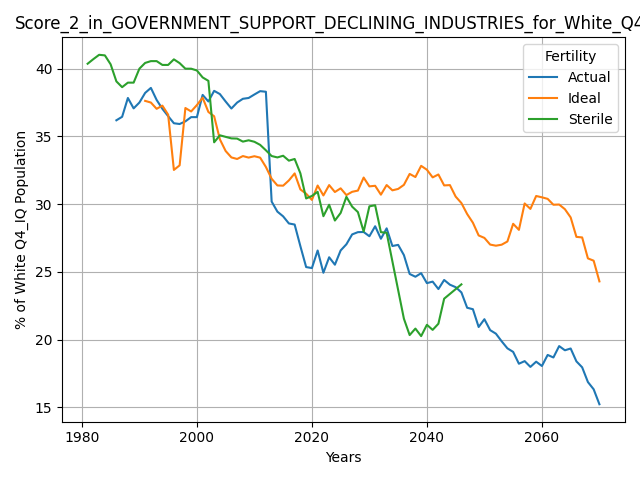 Score_2_in_GOVERNMENT_SUPPORT_DECLINING_INDUSTRIES_for_White_Q4
% of White Q4_IQ Population
40
35
30
25
20
15
Fertility
Actual
Ideal
Sterile
1980 2000 2020 2040 2060
Years